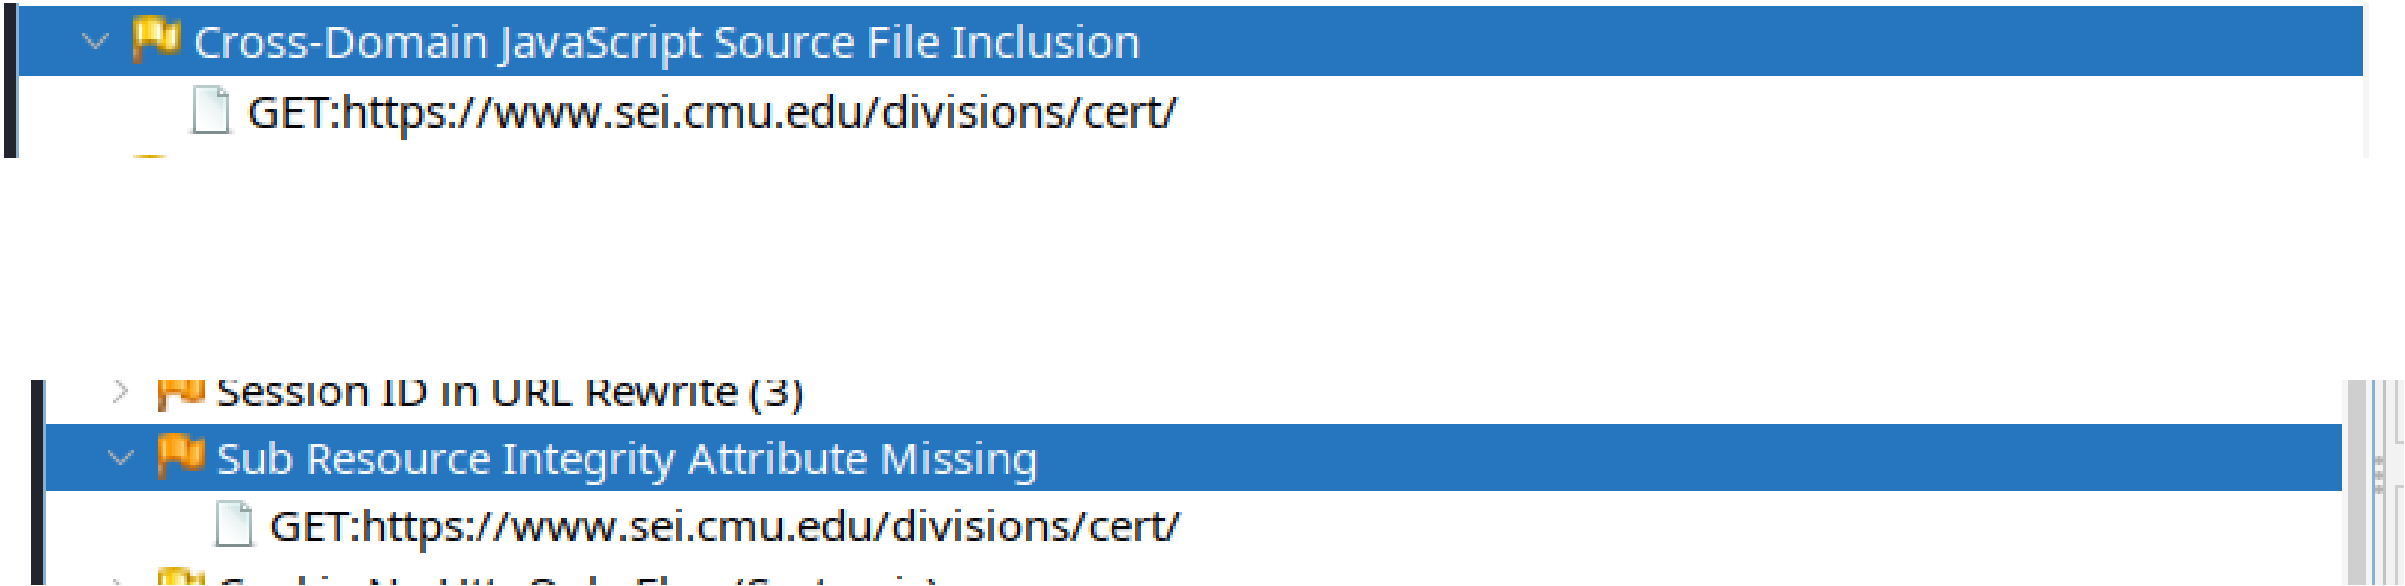 Cross-Domain JavaScript Source File Inclusion
GET:https://www.sei.cmu.edu/divisions/cert/
Session ID in URL Rewrite (3)
Sub Resource Integrity Attribute Missing
GET:https://www.sei.cmu.edu/divisions/cert/